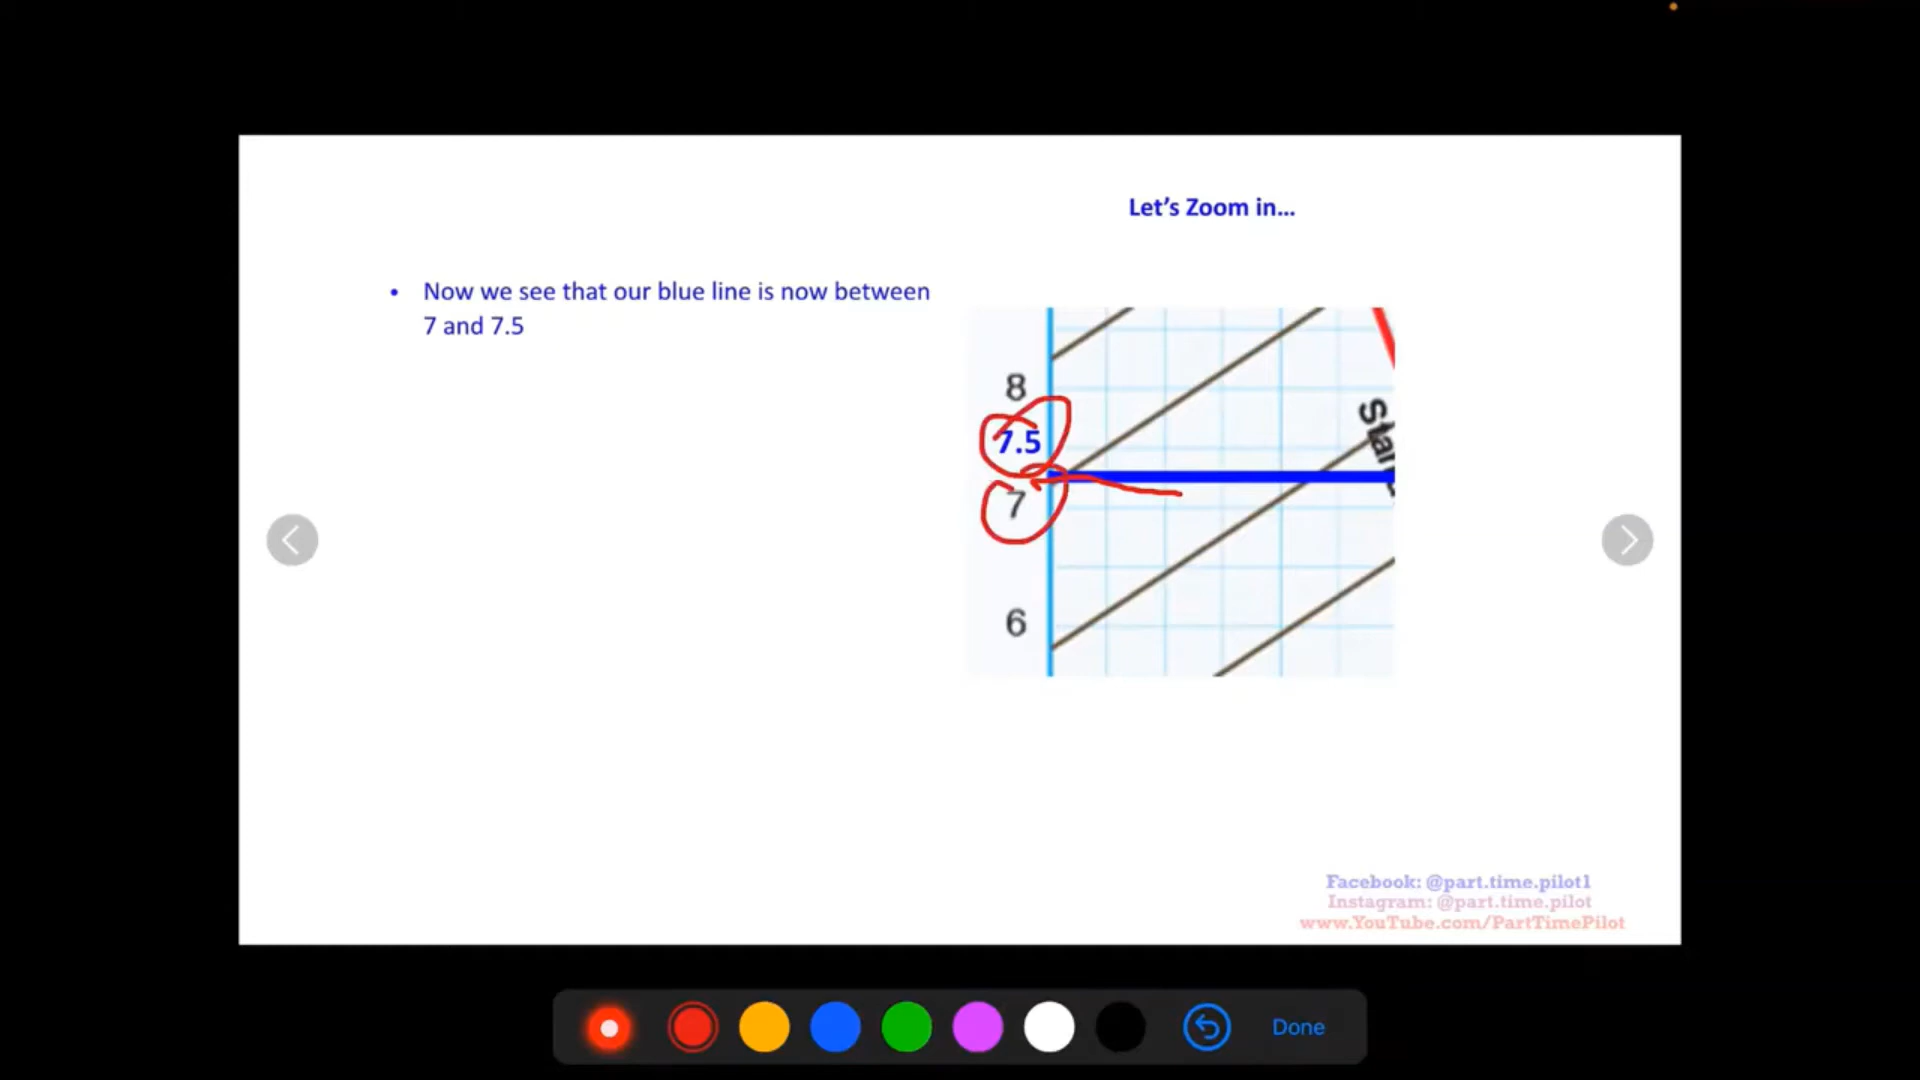 Let's Zoom in...
• Now we see that our blue line is now between
7 and 7.5
8
7.5
7
6
Facebook: @part.time.pilot1
Instagram: @part.time.pilot
www.YouTube.com/PartTimePilot
Done